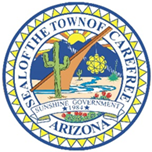 SEAL OF THE TOWN OF CAREFREE
SUNSHINE GOVERNMENT
1984
ARIZONA